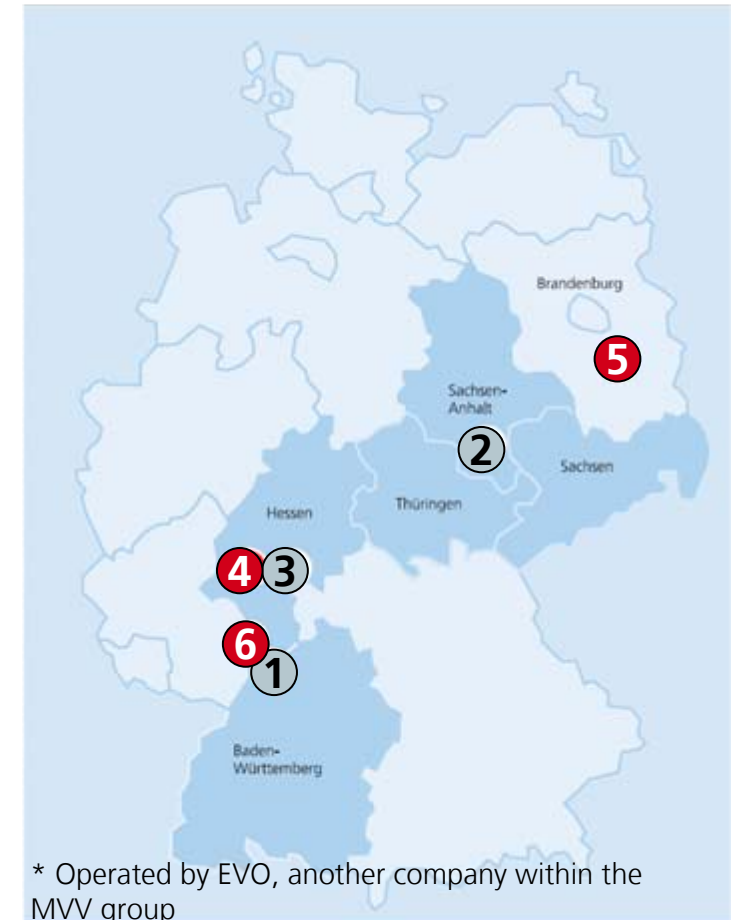 Brandenburg
5
Sachsen-
Anhalt
2
Sachsen
Thüringen
Hessen
4 3
6
1
Baden-
Württemberg
* Operated by EVO, another company within the
MVV group